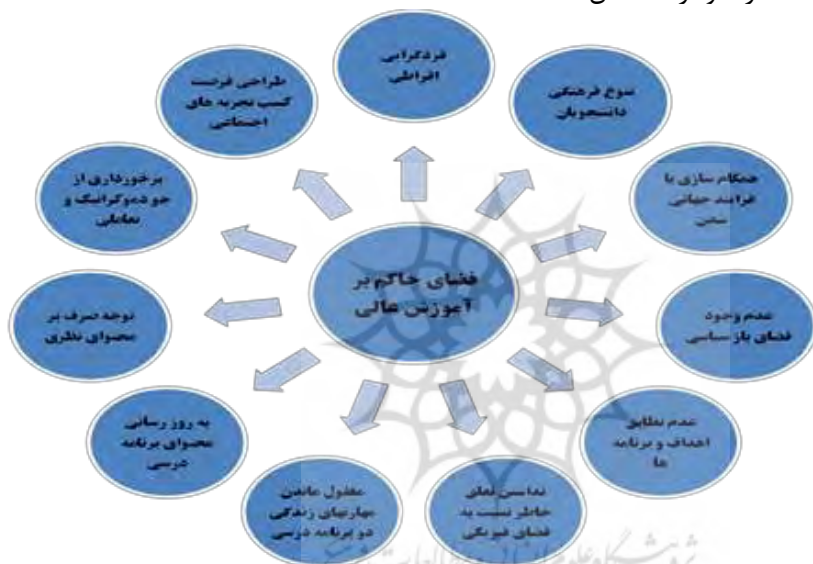 فردگرایی
افراطی
تنوع فرهنگی
دانشجویان
همگام سازی با
فرایند جهانی
شدن
عدم وجود
فضای باز سیاسی
عدم تطابق
اهداف و برنامه
ها
نداشتن تعلق
خاطر نسبت به
فضای فیزیکی
مغفول ماندن
مهارتهای زندگی
در برنامه درسی
به روز رسانی
محتوای برنامه
درسی
توجه صرف بر
محتوای نظری
برخورداری از
جو دموکراتیک و
تعاملی
طراحی فرصت
کسب تجربه های
اجتماعی
فضای حاکم بر
آموزش عالی